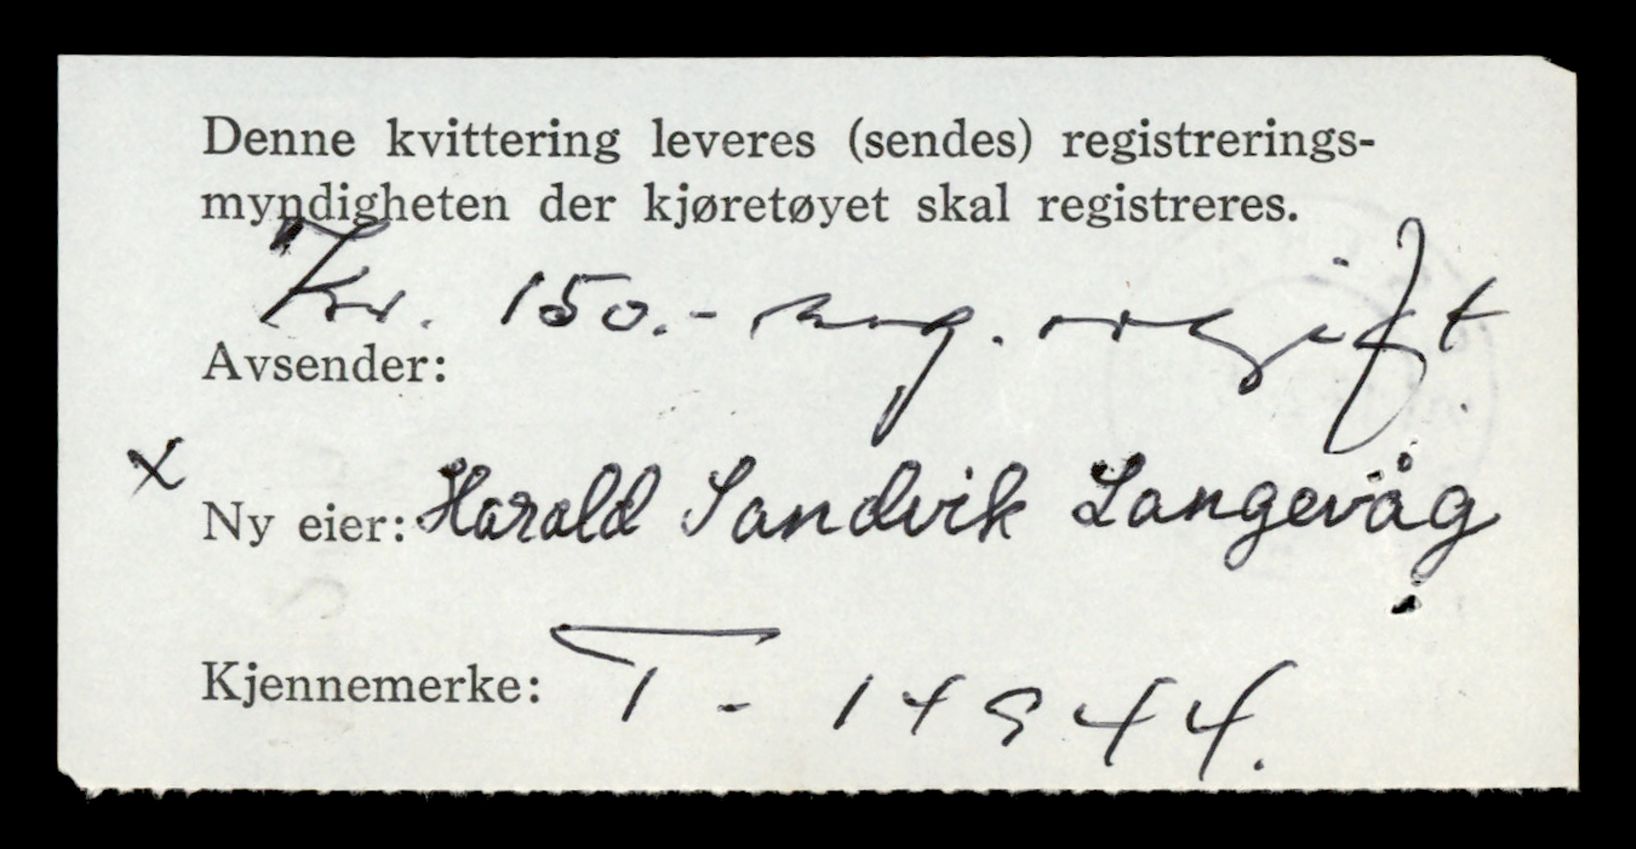 Denne kvittering leveres (sendes) registrerings-
myndigheten der kjøretøyet skal registreres.
Kr. 150.- reg. avgift
Avsender:
x Ny eier: Harald Sandvik Langevåg
Kjennemerke: T - 14944.